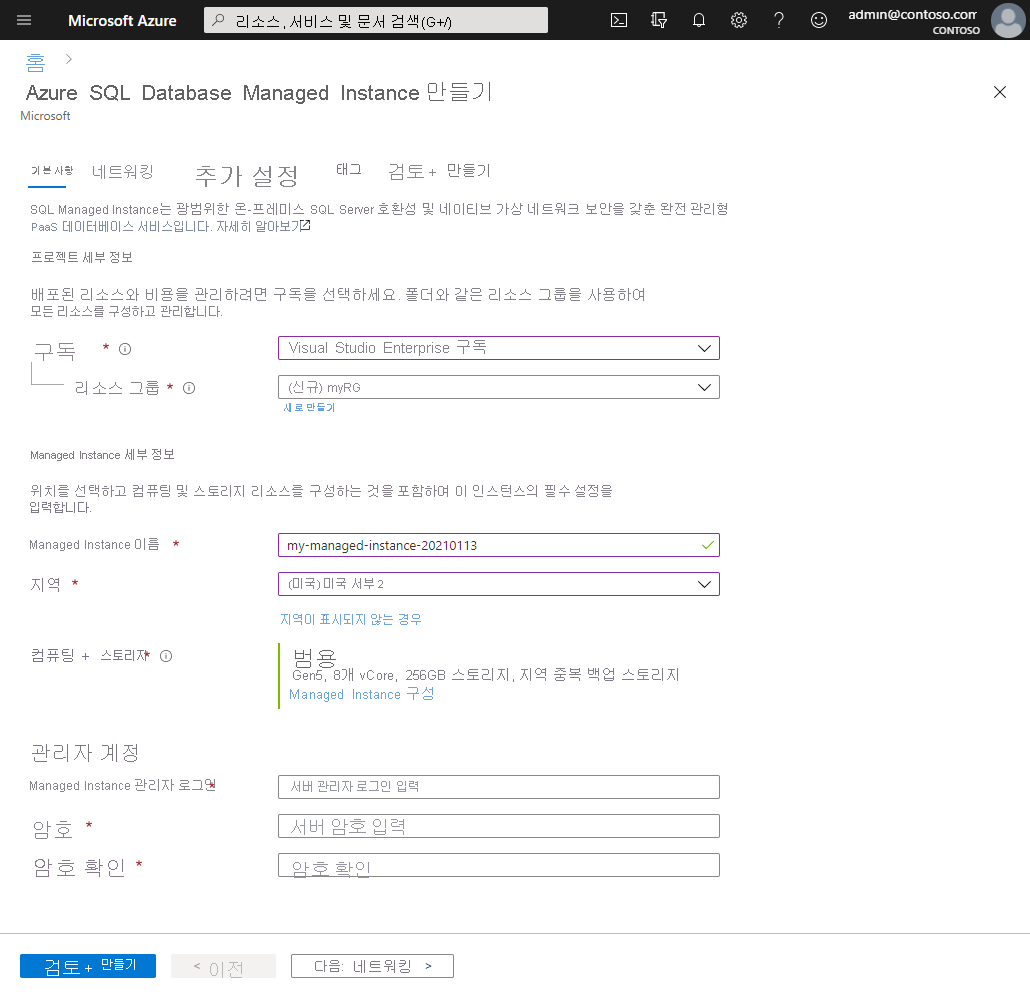 Microsoft Azure
리소스, 서비스 및 문서 검색(G+/)
admin@contoso.com
CONTOSO
홈 >
Azure SQL Database Managed Instance 만들기
Microsoft
기본 사항 네트워킹 추가 설정 태그 검토 + 만들기
SQL Managed Instance는 광범위한 온-프레미스 SQL Server 호환성 및 네이티브 가상 네트워크 보안을 갖춘 완전 관리형
PaaS 데이터베이스 서비스입니다. 자세히 알아보기
프로젝트 세부 정보
배포된 리소스와 비용을 관리하려면 구독을 선택하세요. 폴더와 같은 리소스 그룹을 사용하여
모든 리소스를 구성하고 관리합니다.
구독 * Visual Studio Enterprise 구독
리소스 그룹 * (신규) myRG
새로 만들기
Managed Instance 세부 정보
위치를 선택하고 컴퓨팅 및 스토리지 리소스를 구성하는 것을 포함하여 이 인스턴스의 필수 설정을
입력합니다.
Managed Instance 이름 * my-managed-instance-20210113
지역 * (미국) 미국 서부 2
지역이 표시되지 않는 경우
컴퓨팅 + 스토리지 * 범용
Gen5, 8개 vCore, 256GB 스토리지, 지역 중복 백업 스토리지
Managed Instance 구성
관리자 계정
Managed Instance 관리자 로그인 * 서버 관리자 로그인 입력
암호 * 서버 암호 입력
암호 확인 * 암호 확인
검토 + 만들기 < 이전 다음: 네트워킹 >